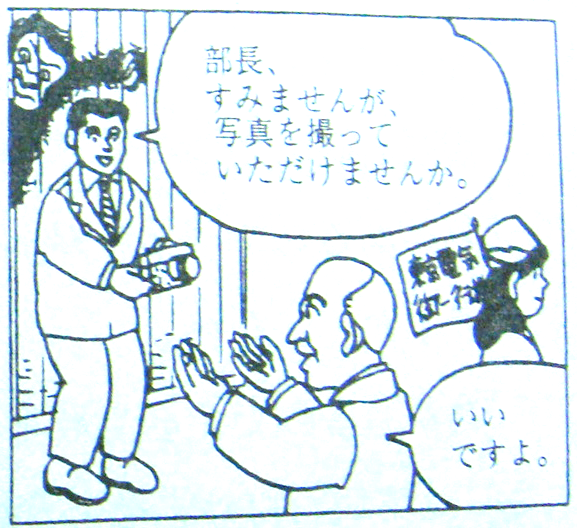 部長、
すみませんが、
写真を撮って
いただけませんか。
いい
ですよ。